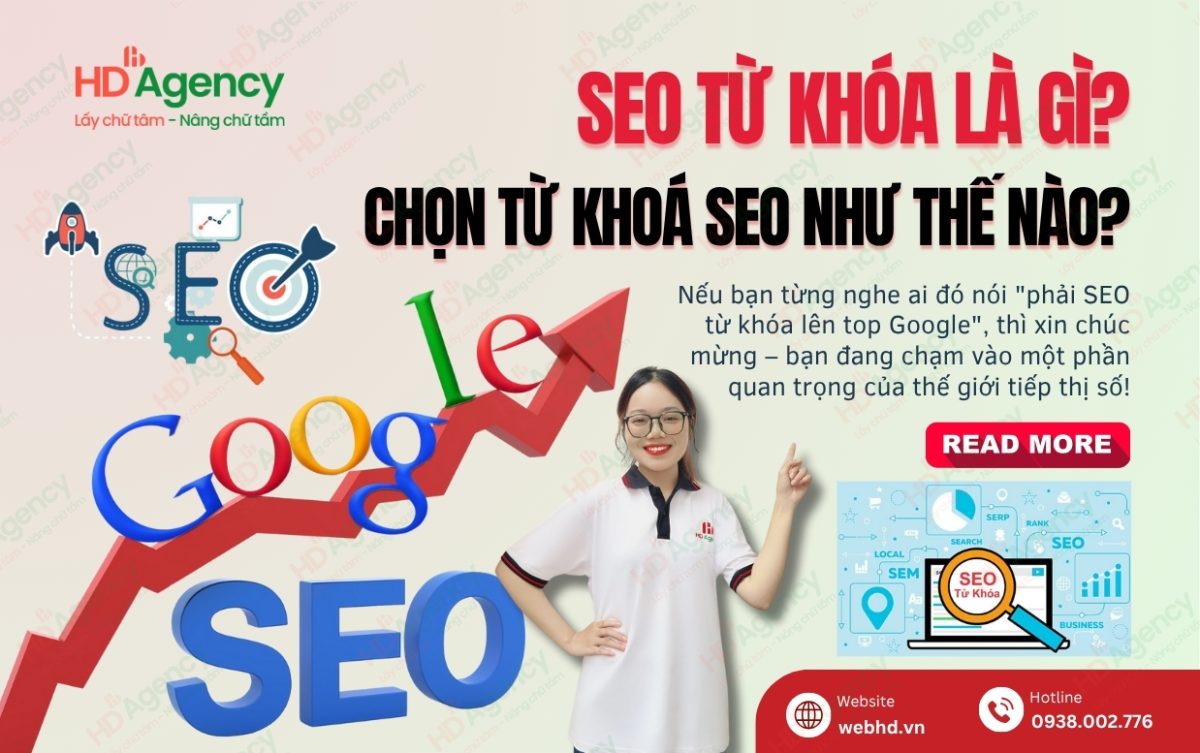 HD Agency
Lấy chữ tâm - Nâng chữ tầm
SEO TỪ KHÓA LÀ GÌ?
CHỌN TỪ KHOÁ SEO NHƯ THẾ NÀO?
Nếu bạn từng nghe ai đó nói "phải SEO
từ khóa lên top Google", thì xin chúc
mừng – bạn đang chạm vào một phần
quan trọng của thế giới tiếp thị số!
READ MORE
SEO
Google
SEO
HD Agency
SERP
RANK
SEARCH
SEO
LOCAL
SEM
SEO
Từ Khóa
Aa
BUSINESS
Website
webhd.vn
Hotline
0938.002.776